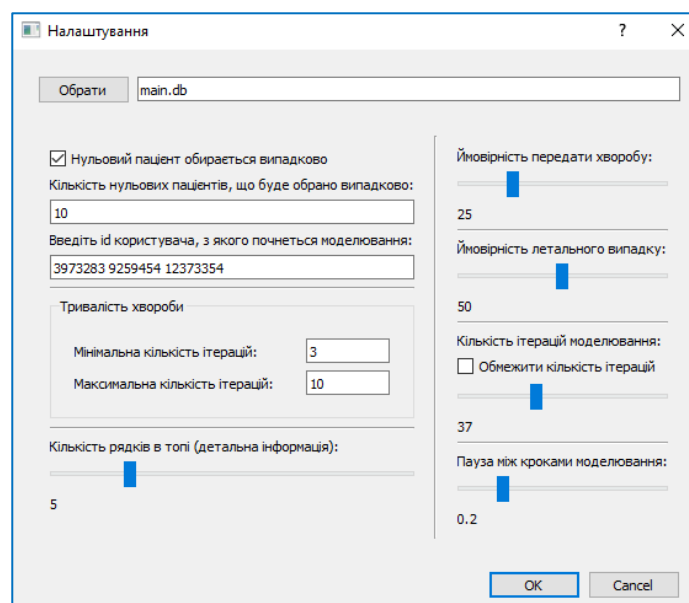 Налаштування
?
Обрати
main.db
Нульовий пацієнт обирається випадково
Кількість нульових пацієнтів, що буде обрано випадково:
10
Введіть id користувача, з якого почнеться моделювання:
3973283 9259454 12373354
Тривалість хвороби
Мінімальна кількість ітерацій:
3
Максимальна кількість ітерацій:
10
Кількість рядків в топі (детальна інформація):
5
Ймовірність передати хворобу:
25
Ймовірність летального випадку:
50
Кількість ітерацій моделювання:
Обмежити кількість ітерацій
37
Пауза між кроками моделювання:
0.2
OK
Cancel